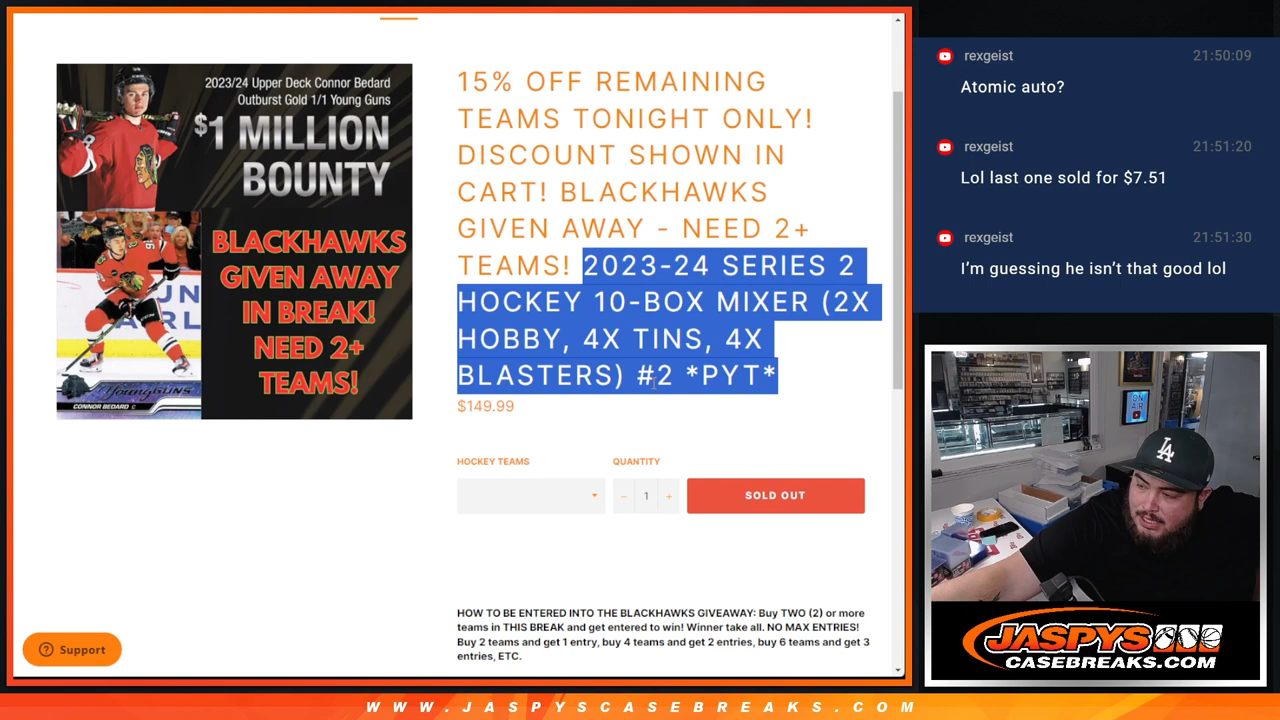 2023/24 Upper Deck Connor Bedard
Outburst Gold 1/1 Young Guns
$1 MILLION
BOUNTY
BLACKHAWKS
GIVEN AWAY
IN BREAK!
NEED 2+
TEAMS!
YOUNG GUNS
CONNOR BEDARD C
15% OFF REMAINING
TEAMS TONIGHT ONLY!
DISCOUNT SHOWN IN
CART! BLACKHAWKS
GIVEN AWAY - NEED 2+
TEAMS! 2023-24 SERIES 2
HOCKEY 10-BOX MIXER (2X
HOBBY, 4X TINS, 4X
BLASTERS) #2 *PYT*
$149.99
HOCKEY TEAMS
QUANTITY
− 1 +
SOLD OUT
HOW TO BE ENTERED INTO THE BLACKHAWKS GIVEAWAY: Buy TWO (2) or more
teams in THIS BREAK and get entered to win! Winner take all. NO MAX ENTRIES!
Buy 2 teams and get 1 entry, buy 4 teams and get 2 entries, buy 6 teams and get 3
entries, ETC.
Support
rexgeist 21:50:09
Atomic auto?
rexgeist 21:51:20
Lol last one sold for $7.51
rexgeist 21:51:30
I'm guessing he isn't that good lol
ON
AIR
LA
JASPYS
CASEBREAKS.COM
WWW.JASPYSCASEBREAKS.COM